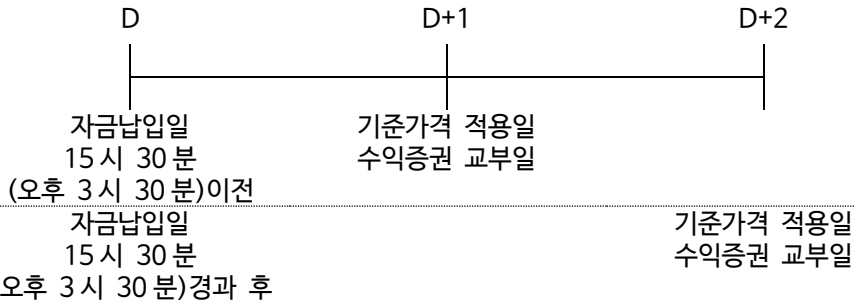 D D+1 D+2
자금납입일 기준가격 적용일
15시 30분 수익증권 교부일
(오후 3시 30분)이전
자금납입일 기준가격 적용일
15시 30분 수익증권 교부일
오후 3시 30분)경과 후